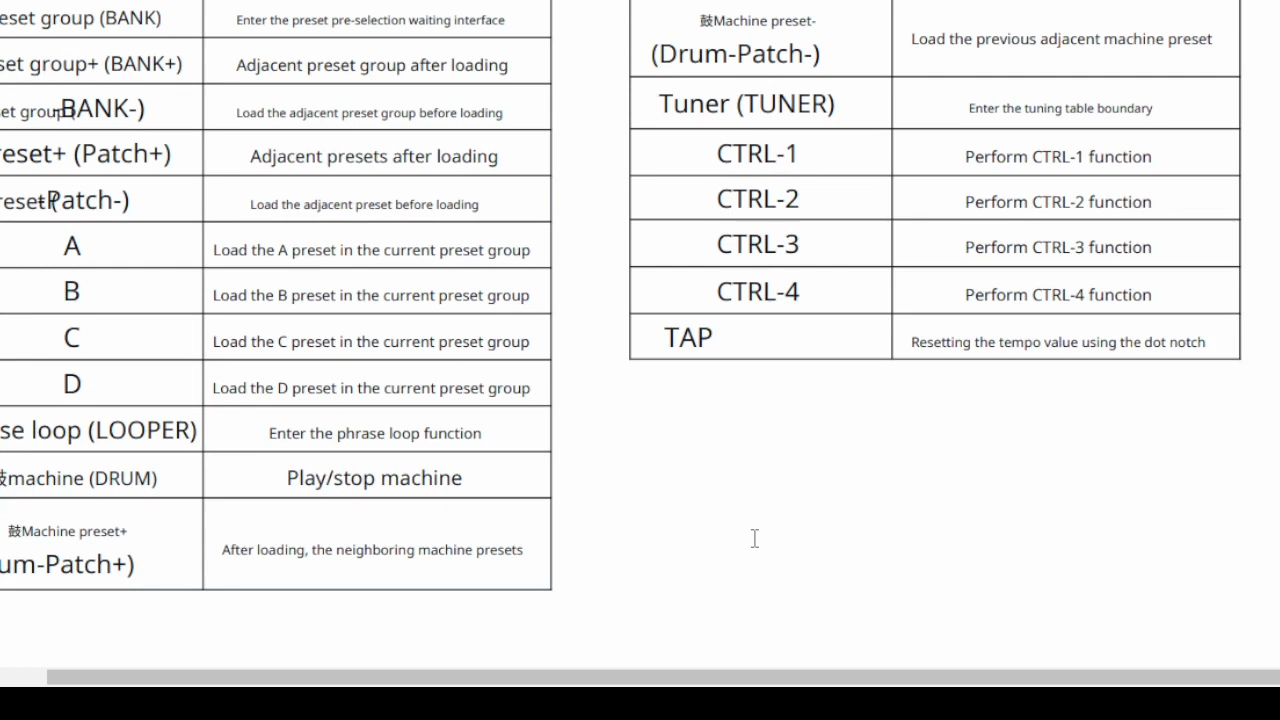 eset group (BANK)
Enter the preset pre-selection waiting interface
set group+ (BANK+)
Adjacent preset group after loading
et group
-BANK-)
Load the adjacent preset group before loading
reset+ (Patch+)
Adjacent presets after loading
reset
Patch-)
Load the adjacent preset before loading
A
Load the A preset in the current preset group
B
Load the B preset in the current preset group
C
Load the C preset in the current preset group
D
Load the D preset in the current preset group
se loop (LOOPER)
Enter the phrase loop function
鼓machine (DRUM)
Play/stop machine
鼓Machine preset+
um-Patch+)
After loading, the neighboring machine presets
鼓Machine preset-
(Drum-Patch-)
Load the previous adjacent machine preset
Tuner (TUNER)
Enter the tuning table boundary
CTRL-1
Perform CTRL-1 function
CTRL-2
Perform CTRL-2 function
CTRL-3
Perform CTRL-3 function
CTRL-4
Perform CTRL-4 function
TAP
Resetting the tempo value using the dot notch